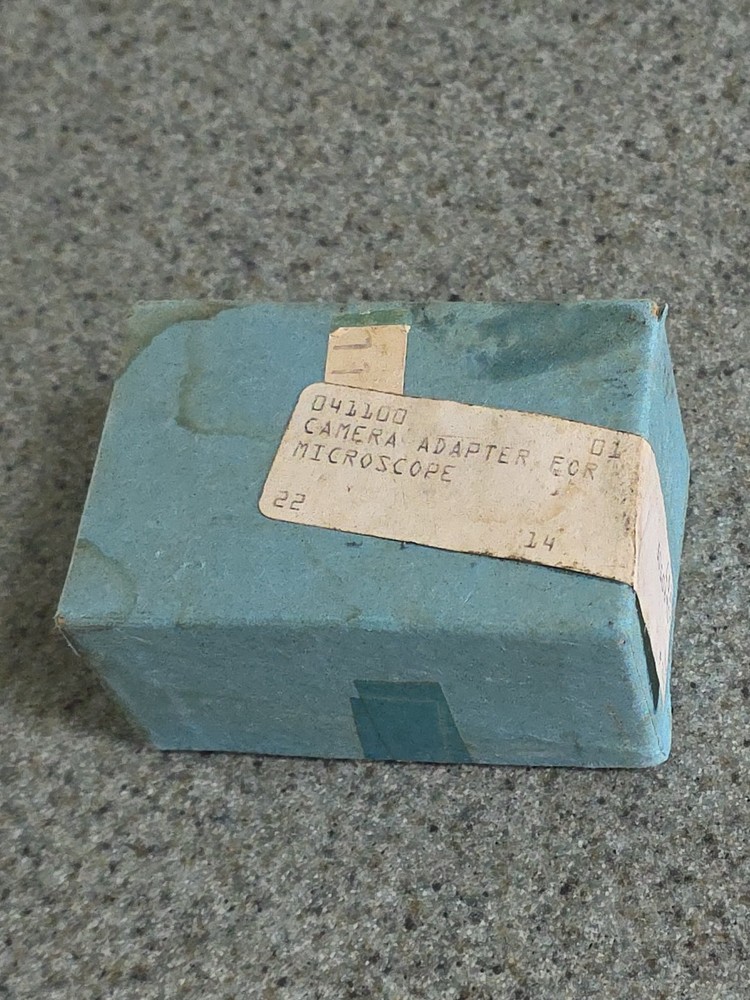 041100 01
CAMERA ADAPTER FOR
MICROSCOPE
22 14